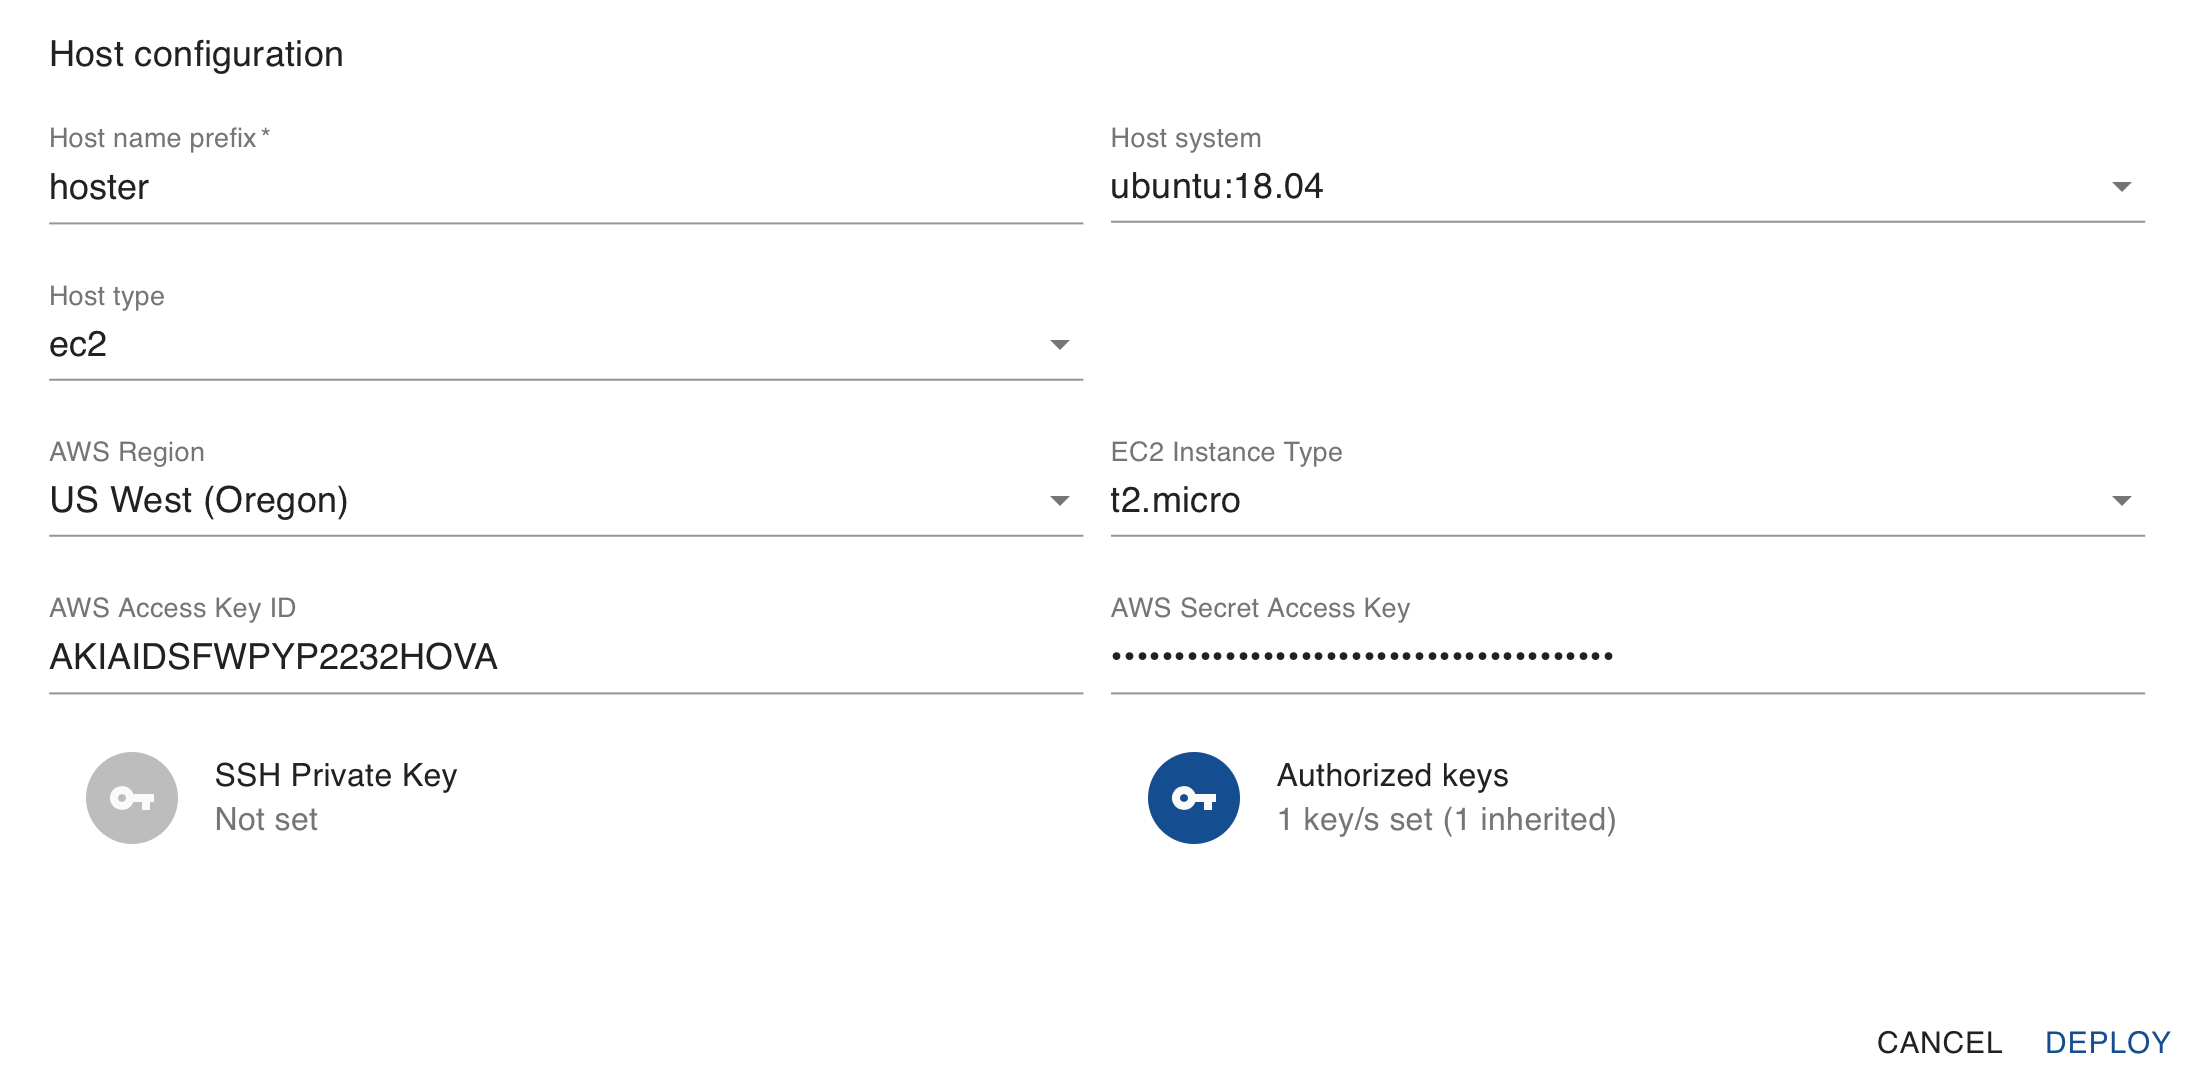 Host configuration
Host name prefix *
hoster
Host system
ubuntu:18.04
Host type
ec2
AWS Region
US West (Oregon)
EC2 Instance Type
t2.micro
AWS Access Key ID
AKIAIDSFWPYP2232HOVA
AWS Secret Access Key
••••••••••••••••••••••••••••••••••••••••
SSH Private Key
Not set
Authorized keys
1 key/s set (1 inherited)
CANCEL
DEPLOY